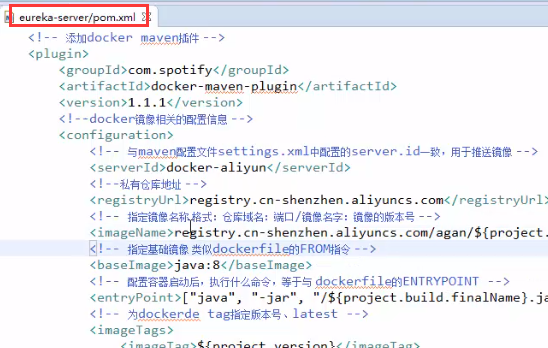 eureka-server/pom.xml
<!-- 添加docker maven插件 -->
<plugin>
<groupId>com.spotify</groupId>
<artifactId>docker-maven-plugin</artifactId>
<version>1.1.1</version>
<!--docker镜像相关的配置信息 -->
<configuration>
<!-- 与maven配置文件settings.xml中配置的server.id一致，用于推送镜像 -->
<serverId>docker-aliyun</serverId>
<!--私有仓库地址 -->
<registryUrl>registry.cn-shenzhen.aliyuncs.com</registryUrl>
<!-- 指定镜像名称,格式：仓库域名：端口/镜像名字：镜像的版本号 -->
<imageName>registry.cn-shenzhen.aliyuncs.com/agan/${project.
<!-- 指定基础镜像 类似dockerfile的FROM指令 -->
<baseImage>java:8</baseImage>
<!-- 配置容器启动后，执行什么命令，等于与 dockerfile的ENTRYPOINT -->
<entryPoint>["java", "-jar", "/${project.build.finalName}.ja
<!-- 为dockerde tag指定版本号、latest -->
<imageTags>
<imageTag>${project.version}</imageTag>